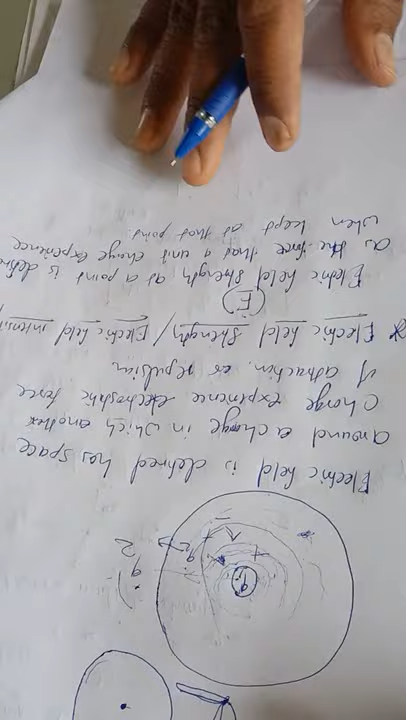 q
q
2
q
Electric field is defined has space
around a charge in which another
charge experience electrostatic force
of attraction or repulsion
Electric field strength/Electric field intensi
(E)
Eletric field strength at a point is defin
as the force that a unit charge experience
when kept at that point.